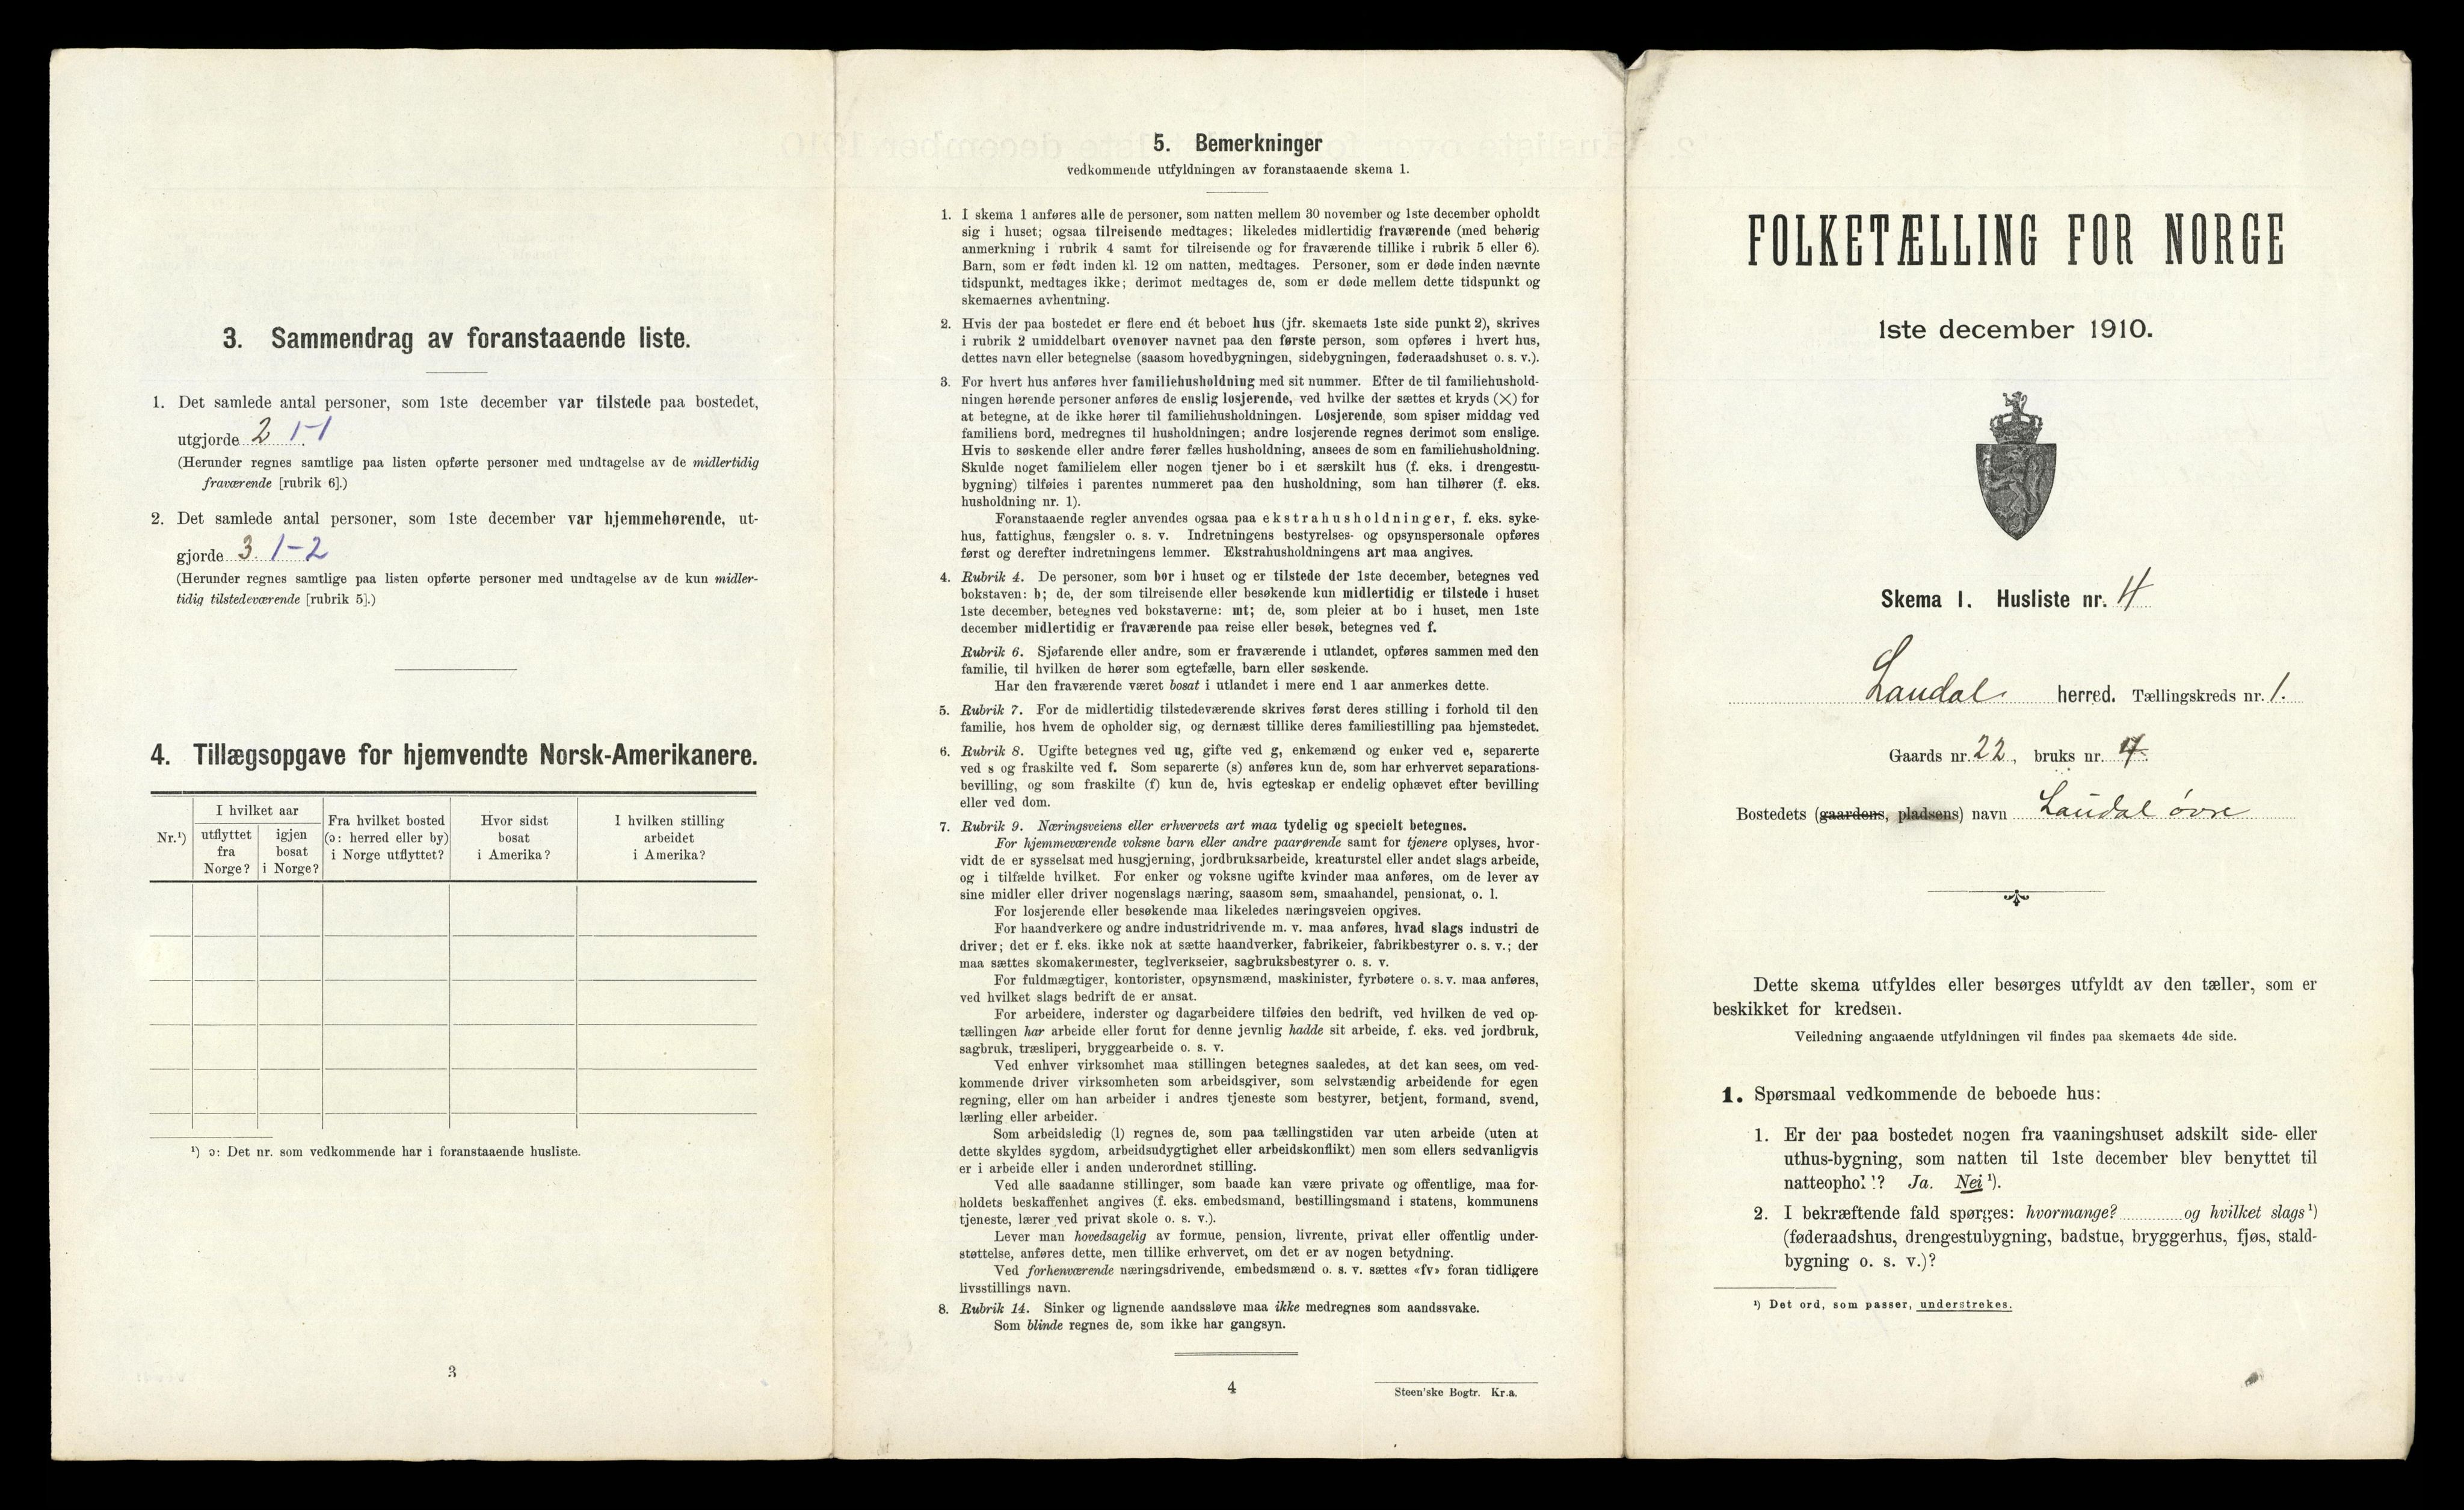 3. Sammendrag av foranstaaende liste.
1. Det samlede antal personer, som 1ste december var tilstede paa bostedet,
utgjorde 2 1-1
(Herunder regnes samtlige paa listen opførte personer med undtagelse av de midlertidig
fraværende [rubrik 6].)
2. Det samlede antal personer, som 1ste december var hjemmehørende, ut-
gjorde 3. 1-2
(Herunder regnes samtlige paa listen opførte personer med undtagelse av de kun midler-
tidig tilstedeværende [rubrik 5].)
4. Tillægsopgave for hjemvendte Norsk-Amerikanere.
Nr.¹)
I hvilket aar
utflyttet
fra
Norge?
igjen
bosat
i Norge?
Fra hvilket bosted
(ɔ: herred eller by)
i Norge utflyttet?
Hvor sidst
bosat
i Amerika?
I hvilken stilling
arbeidet
i Amerika?
¹) ɔ: Det nr. som vedkommende har i foranstaaende husliste.
3
5. Bemerkninger
vedkommende utfyldningen av foranstaaende skema 1.
1. I skema 1 anføres alle de personer, som natten mellem 30 november og 1ste december opholdt
sig i huset; ogsaa tilreisende medtages; likeledes midlertidig fraværende (med behørig
anmerkning i rubrik 4 samt for tilreisende og for fraværende tillike i rubrik 5 eller 6).
Barn, som er født inden kl. 12 om natten, medtages. Personer, som er døde inden nævnte
tidspunkt, medtages ikke; derimot medtages de, som er døde mellem dette tidspunkt og
skemaernes avhentning.
2. Hvis der paa bostedet er flere end ét beboet hus (jfr. skemaets 1ste side punkt 2), skrives
i rubrik 2 umiddelbart ovenover navnet paa den første person, som opføres i hvert hus,
dettes navn eller betegnelse (saasom hovedbygningen, sidebygningen, føderaadshuset o. s. v.).
3. For hvert hus anføres hver familiehusholdning med sit nummer. Efter de til familiehushold-
ningen hørende personer anføres de enslig losjerende, ved hvilke der sættes et kryds (×) for
at betegne, at de ikke hører til familiehusholdningen. Losjerende, som spiser middag ved
familiens bord, medregnes til husholdningen; andre losjerende regnes derimot som enslige.
Hvis to søskende eller andre fører fælles husholdning, ansees de som en familiehusholdning.
Skulde noget familielem eller nogen tjener bo i et særskilt hus (f. eks. i drengestu-
bygning) tilføies i parentes nummeret paa den husholdning, som han tilhører (f. eks.
husholdning nr. 1).
Foranstaaende regler anvendes ogsaa paa ekstrahusholdninger, f. eks. syke-
hus, fattighus, fængsler o. s. v. Indretningens bestyrelses- og opsynspersonale opføres
først og derefter indretningens lemmer. Ekstrahusholdningens art maa angives.
4. Rubrik 4. De personer, som bor i huset og er tilstede der 1ste december, betegnes ved
bokstaven: b; de, der som tilreisende eller besøkende kun midlertidig er tilstede i huset
1ste december, betegnes ved bokstaverne: mt; de, som pleier at bo i huset, men 1ste
december midlertidig er fraværende paa reise eller besøk, betegnes ved f.
Rubrik 6. Sjøfarende eller andre, som er fraværende i utlandet, opføres sammen med den
familie, til hvilken de hører som egtefælle, barn eller søskende.
Har den fraværende været bosat i utlandet i mere end 1 aar anmerkes dette.
5. Rubrik 7. For de midlertidig tilstedeværende skrives først deres stilling i forhold til den
familie, hos hvem de opholder sig, og dernæst tillike deres familiestilling paa hjemstedet.
6. Rubrik 8. Ugifte betegnes ved ug, gifte ved g, enkemænd og enker ved e, separerte
ved s og fraskilte ved f. Som separerte (s) anføres kun de, som har erhvervet separations-
bevilling, og som fraskilte (f) kun de, hvis egteskap er endelig ophævet efter bevilling
eller ved dom.
7. Rubrik 9. Næringsveiens eller erhvervets art maa tydelig og specielt betegnes.
For hjemmeværende voksne barn eller andre paarørende samt for tjenere oplyses, hvor-
vidt de er sysselsat med husgjerning, jordbruksarbeide, kreaturstel eller andet slags arbeide,
og i tilfælde hvilket. For enker og voksne ugifte kvinder maa anføres, om de lever av
sine midler eller driver nogenslags næring, saasom søm, smaahandel, pensionat, o. l.
For losjerende eller besøkende maa likeledes næringsveien opgives.
For haandverkere og andre industridrivende m. v. maa anføres, hvad slags industri de
driver; det er f. eks. ikke nok at sætte haandverker, fabrikeier, fabrikbestyrer o. s. v.; der
maa sættes skomakermester, teglverkseier, sagbruksbestyrer o. s. v.
For fuldmægtiger, kontorister, opsynsmænd, maskinister, fyrbøtere o. s. v. maa anføres,
ved hvilket slags bedrift de er ansat.
For arbeidere, inderster og dagarbeidere tilføies den bedrift, ved hvilken de ved op-
tællingen har arbeide eller forut for denne jevnlig hadde sit arbeide, f. eks. ved jordbruk,
sagbruk, træsliperi, bryggearbeide o. s. v.
Ved enhver virksomhet maa stillingen betegnes saaledes, at det kan sees, om ved-
kommende driver virksomheten som arbeidsgiver, som selvstændig arbeidende for egen
regning, eller om han arbeider i andres tjeneste som bestyrer, betjent, formand, svend,
lærling eller arbeider.
Som arbeidsledig (l) regnes de, som paa tællingstiden var uten arbeide (uten at
dette skyldes sygdom, arbeidsudygtighet eller arbeidskonflikt) men som ellers sedvanligvis
er i arbeide eller i anden underordnet stilling.
Ved alle saadanne stillinger, som baade kan være private og offentlige, maa for-
holdets beskaffenhet angives (f. eks. embedsmand, bestillingsmand i statens, kommunens
tjeneste, lærer ved privat skole o. s. v.).
Lever man hovedsagelig av formue, pension, livrente, privat eller offentlig under-
støttelse, anføres dette, men tillike erhvervet, om det er av nogen betydning.
Ved forhenværende næringsdrivende, embedsmænd o. s. v. sættes «fv» foran tidligere
livsstillings navn.
8. Rubrik 14. Sinker og lignende aandssløve maa ikke medregnes som aandssvake.
Som blinde regnes de, som ikke har gangsyn.
4
Steen'ske Bogtr. Kr.a.
FOLKETÆLLING FOR NORGE
1ste december 1910.
Skema 1. Husliste nr. 4
Laudal herred. Tællingskreds nr. 1.
Gaards nr. 22, bruks nr. 4.
Bostedets (gaardens, pladsens) navn Laudal övre
Dette skema utfyldes eller besørges utfyldt av den tæller, som er
beskikket for kredsen.
Veiledning angaaende utfyldningen vil findes paa skemaets 4de side.
1. Spørsmaal vedkommende de beboede hus:
1. Er der paa bostedet nogen fra vaaningshuset adskilt side- eller
uthus-bygning, som natten til 1ste december blev benyttet til
natteophold? Ja. Nei ¹).
2. I bekræftende fald spørges: hvormange? og hvilket slags ¹)
(føderaadshus, drengestubygning, badstue, bryggerhus, fjøs, stald-
bygning o. s. v.)?
¹) Det ord, som passer, understrekes.